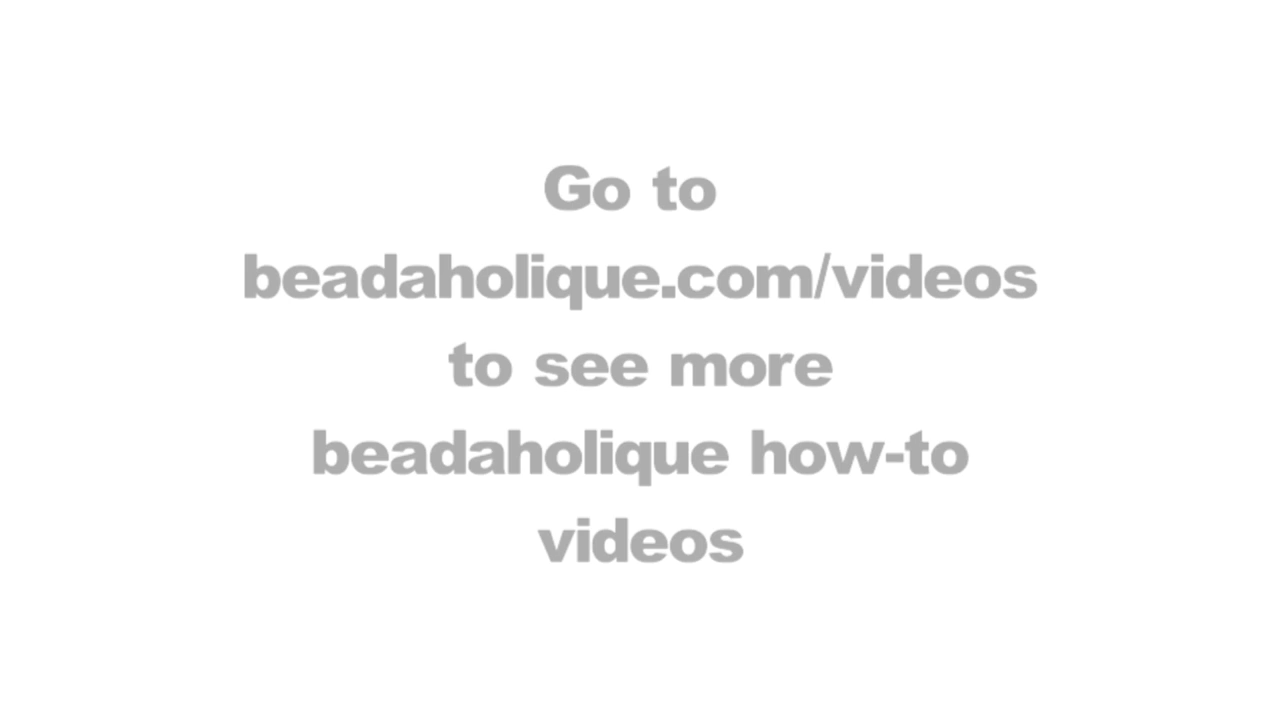 Go to
beadaholique.com/videos
to see more
beadaholique how-to
videos